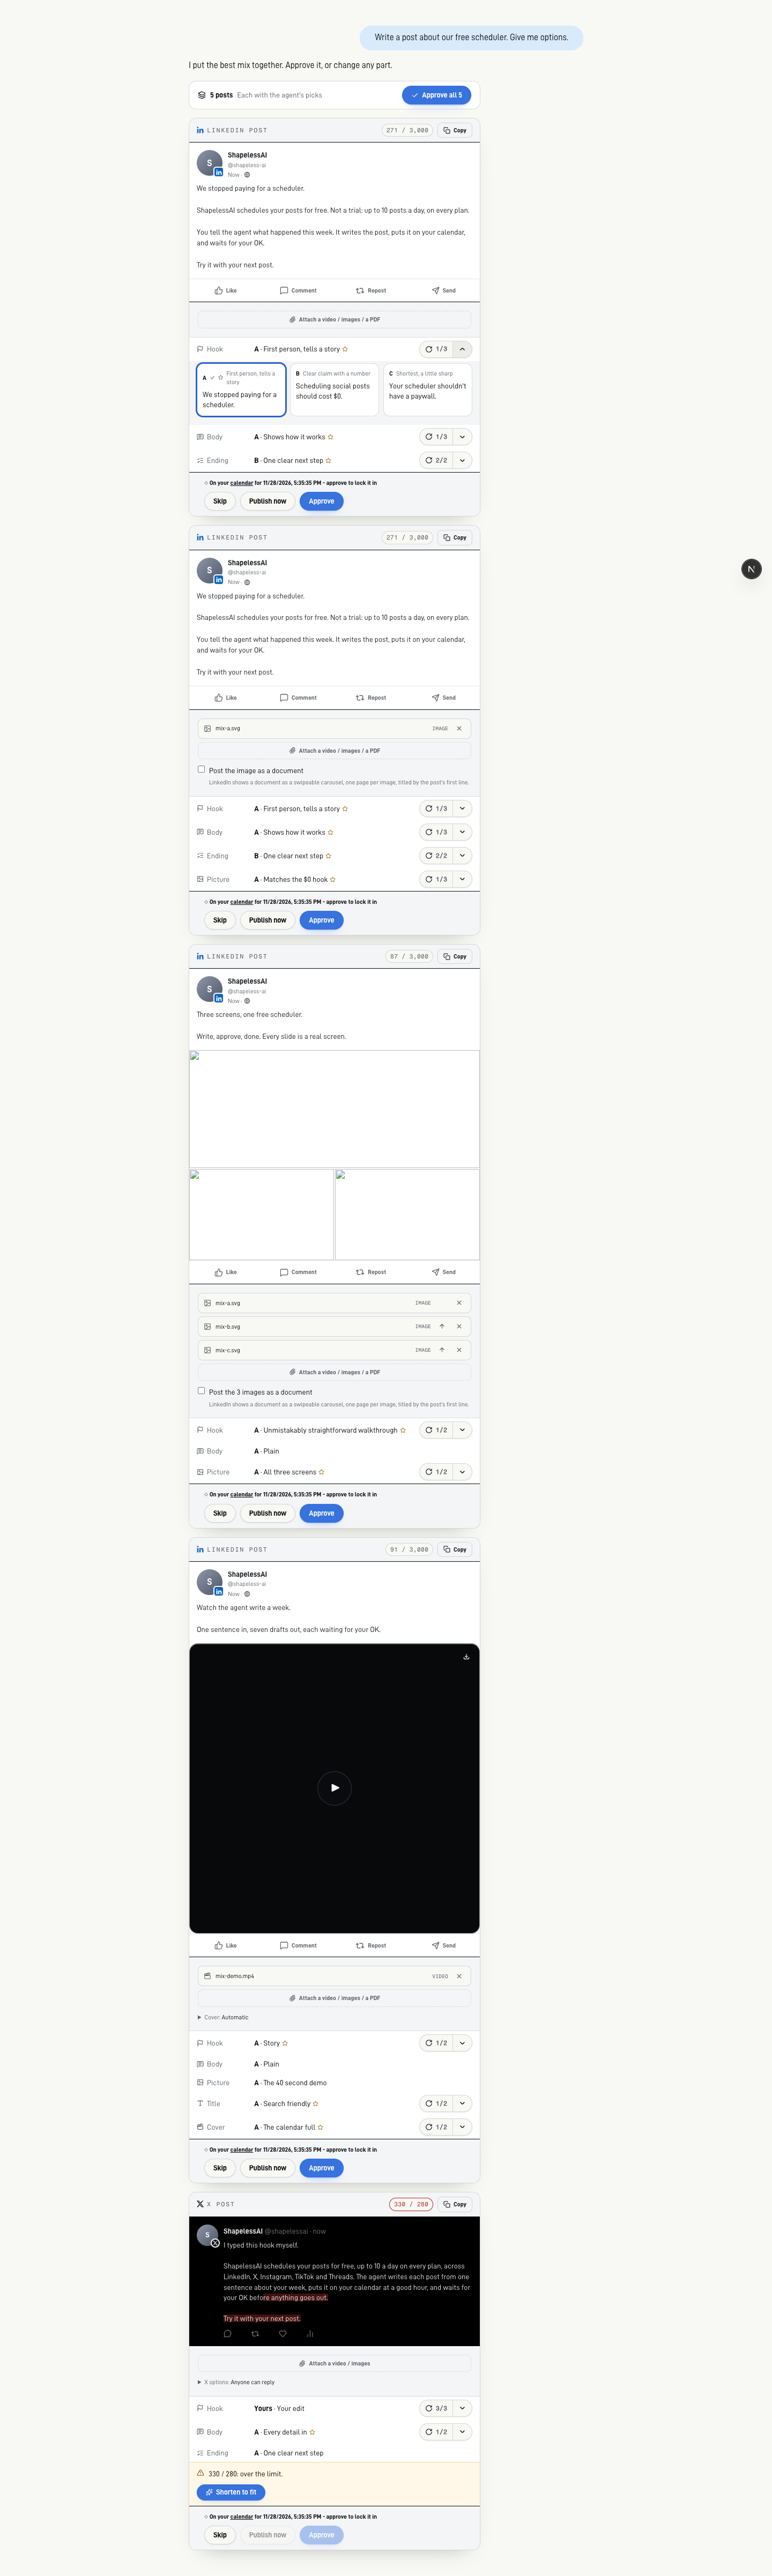 Write a post about our free scheduler. Give me options.
I put the best mix together. Approve it, or change any part.
5 posts Each with the agent's picks Approve all 5
in LINKEDIN POST 271 / 3,000 Copy
S in
ShapelessAI
@shapeless-ai
Now ·
We stopped paying for a scheduler.
ShapelessAI schedules your posts for free. Not a trial: up to 10 posts a day, on every plan.
You tell the agent what happened this week. It writes the post, puts it on your calendar,
and waits for your OK.
Try it with your next post.
Like Comment Repost Send
Attach a video / images / a PDF
Hook A · First person, tells a story 1/3
A First person, tells a
story
We stopped paying for a
scheduler.
B Clear claim with a number
Scheduling social posts
should cost $0.
C Shortest, a little sharp
Your scheduler shouldn't
have a paywall.
Body A · Shows how it works 1/3
Ending B · One clear next step 2/2
On your calendar for 11/28/2026, 5:35:35 PM - approve to lock it in
Skip Publish now Approve
in LINKEDIN POST 271 / 3,000 Copy
S in
ShapelessAI
@shapeless-ai
Now ·
We stopped paying for a scheduler.
ShapelessAI schedules your posts for free. Not a trial: up to 10 posts a day, on every plan.
You tell the agent what happened this week. It writes the post, puts it on your calendar,
and waits for your OK.
Try it with your next post.
Like Comment Repost Send
mix-a.svg IMAGE
Attach a video / images / a PDF
Post the image as a document
LinkedIn shows a document as a swipeable carousel, one page per image, titled by the post's first line.
Hook A · First person, tells a story 1/3
Body A · Shows how it works 1/3
Ending B · One clear next step 2/2
Picture A · Matches the $0 hook 1/3
On your calendar for 11/28/2026, 5:35:35 PM - approve to lock it in
Skip Publish now Approve
N
in LINKEDIN POST 87 / 3,000 Copy
S in
ShapelessAI
@shapeless-ai
Now ·
Three screens, one free scheduler.
Write, approve, done. Every slide is a real screen.
Like Comment Repost Send
mix-a.svg IMAGE
mix-b.svg IMAGE
mix-c.svg IMAGE
Attach a video / images / a PDF
Post the 3 images as a document
LinkedIn shows a document as a swipeable carousel, one page per image, titled by the post's first line.
Hook A · Unmistakably straightforward walkthrough 1/2
Body A · Plain
Picture A · All three screens 1/2
On your calendar for 11/28/2026, 5:35:35 PM - approve to lock it in
Skip Publish now Approve
in LINKEDIN POST 91 / 3,000 Copy
S in
ShapelessAI
@shapeless-ai
Now ·
Watch the agent write a week.
One sentence in, seven drafts out, each waiting for your OK.
Like Comment Repost Send
mix-demo.mp4 VIDEO
Attach a video / images / a PDF
Cover: Automatic
Hook A · Story 1/2
Body A · Plain
Picture A · The 40 second demo
Title A · Search friendly 1/2
Cover A · The calendar full 1/2
On your calendar for 11/28/2026, 5:35:35 PM - approve to lock it in
Skip Publish now Approve
X X POST 330 / 280 Copy
S X
ShapelessAI @shapelessai · now
I typed this hook myself.
ShapelessAI schedules your posts for free, up to 10 a day on every plan, across
LinkedIn, X, Instagram, TikTok and Threads. The agent writes each post from one
sentence about your week, puts it on your calendar at a good hour, and waits for
your OK before anything goes out.
Try it with your next post.
Attach a video / images
X options: Anyone can reply
Hook Yours · Your edit 3/3
Body A · Every detail in 1/2
Ending A · One clear next step
330 / 280: over the limit.
Shorten to fit
On your calendar for 11/28/2026, 5:35:35 PM - approve to lock it in
Skip Publish now Approve